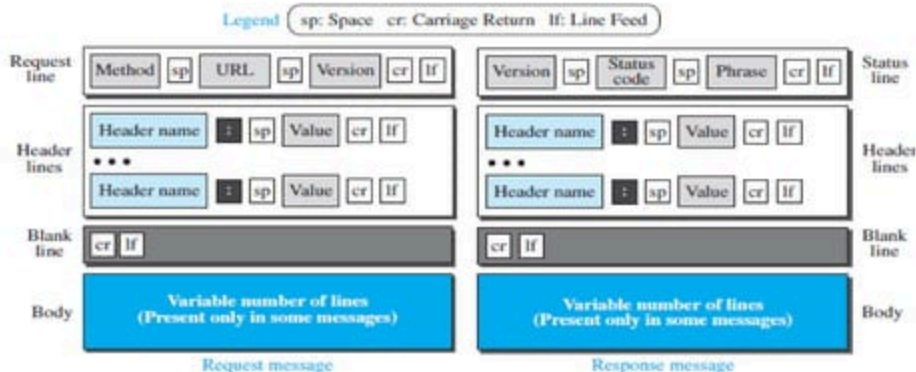 Legend sp: Space cr: Carriage Return lf: Line Feed
Request line
Method sp URL sp Version cr lf
Header lines
Header name : sp Value cr lf
• • •
Header name : sp Value cr lf
Blank line
cr lf
Body
Variable number of lines
(Present only in some messages)
Request message
Version sp Status code sp Phrase cr lf
Status line
Header name : sp Value cr lf
• • •
Header name : sp Value cr lf
Header lines
cr lf
Blank line
Variable number of lines
(Present only in some messages)
Body
Response message